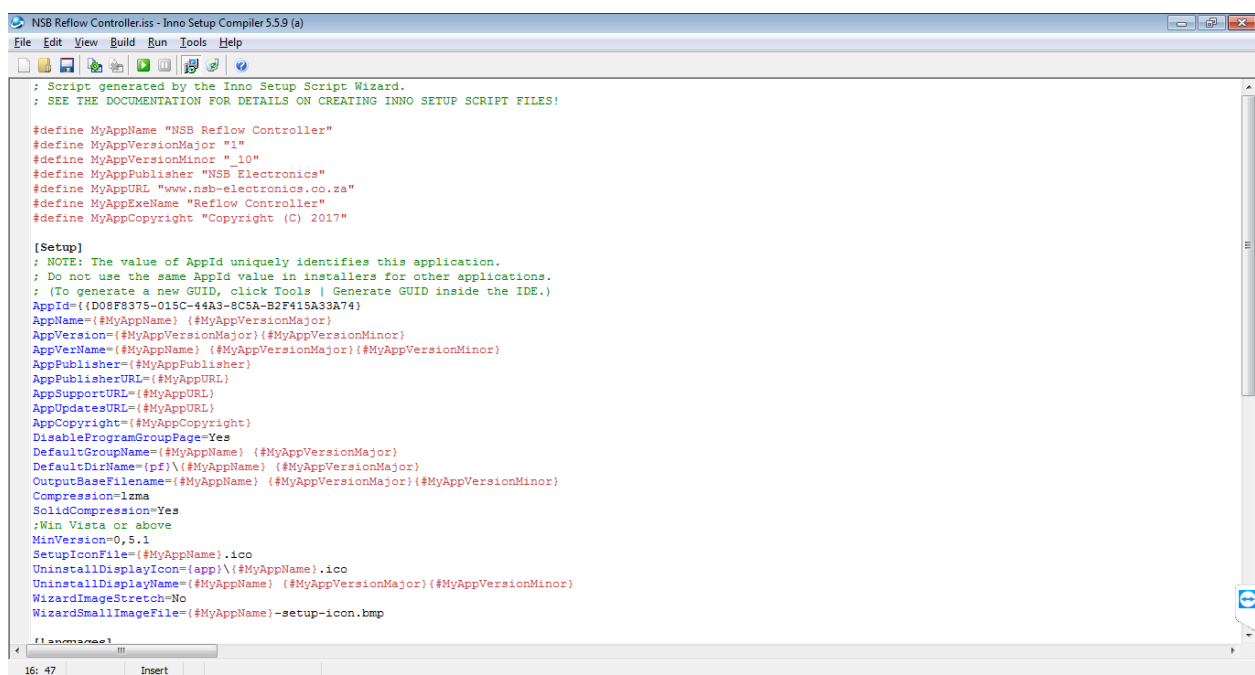 NSB Reflow Controller.iss - Inno Setup Compiler 5.5.9 (a)
File Edit View Build Run Tools Help
; Script generated by the Inno Setup Script Wizard.
; SEE THE DOCUMENTATION FOR DETAILS ON CREATING INNO SETUP SCRIPT FILES!
#define MyAppName "NSB Reflow Controller"
#define MyAppVersionMajor "1"
#define MyAppVersionMinor "_10"
#define MyAppPublisher "NSB Electronics"
#define MyAppURL "www.nsb-electronics.co.za"
#define MyAppExeName "Reflow Controller"
#define MyAppCopyright "Copyright (C) 2017"
[Setup]
; NOTE: The value of AppId uniquely identifies this application.
; Do not use the same AppId value in installers for other applications.
; (To generate a new GUID, click Tools | Generate GUID inside the IDE.)
AppId={{D08F8375-015C-44A3-8C5A-B2F415A33A74}
AppName={#MyAppName} {#MyAppVersionMajor}
AppVersion={#MyAppVersionMajor}{#MyAppVersionMinor}
AppVerName={#MyAppName} {#MyAppVersionMajor}{#MyAppVersionMinor}
AppPublisher={#MyAppPublisher}
AppPublisherURL={#MyAppURL}
AppSupportURL={#MyAppURL}
AppUpdatesURL={#MyAppURL}
AppCopyright={#MyAppCopyright}
DisableProgramGroupPage=Yes
DefaultGroupName={#MyAppName} {#MyAppVersionMajor}
DefaultDirName={pf}\{#MyAppName} {#MyAppVersionMajor}
OutputBaseFilename={#MyAppName} {#MyAppVersionMajor}{#MyAppVersionMinor}
Compression=lzma
SolidCompression=Yes
;Win Vista or above
MinVersion=0,5.1
SetupIconFile={#MyAppName}.ico
UninstallDisplayIcon={app}\{#MyAppName}.ico
UninstallDisplayName={#MyAppName} {#MyAppVersionMajor}{#MyAppVersionMinor}
WizardImageStretch=No
WizardSmallImageFile={#MyAppName}-setup-icon.bmp
[Languages]
16: 47 Insert